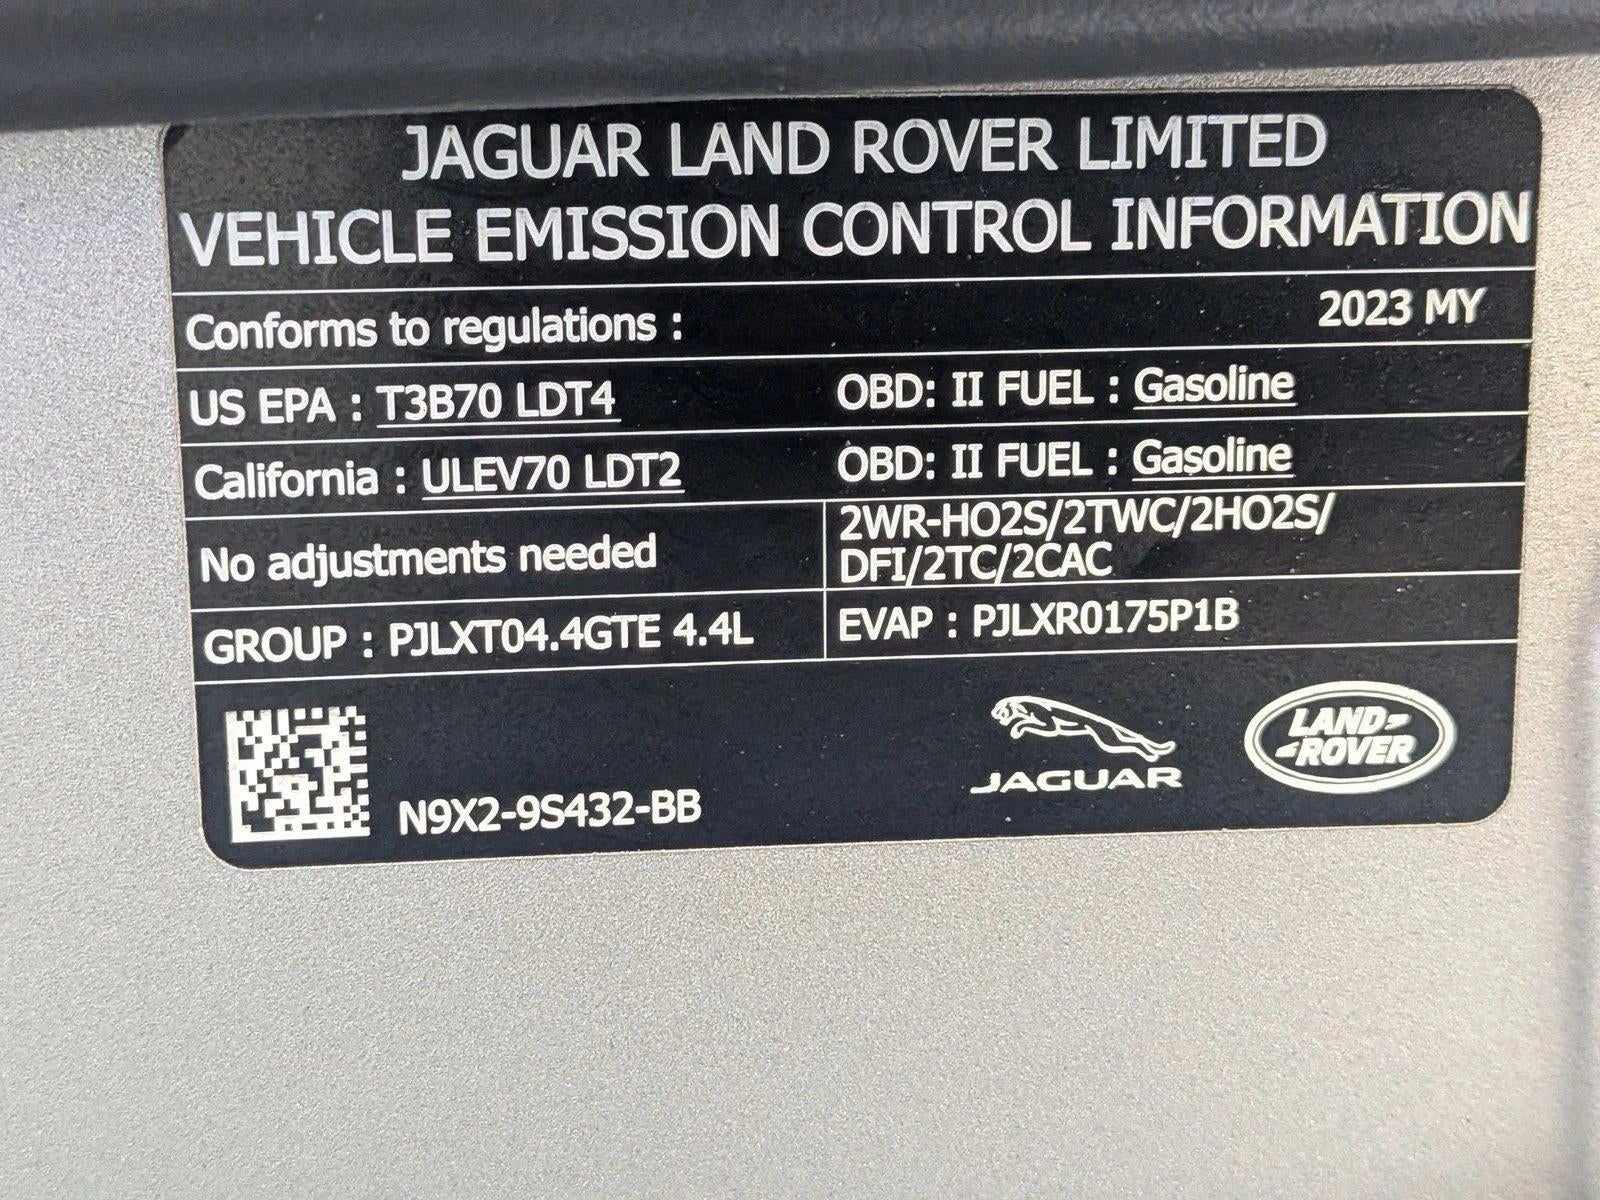 JAGUAR LAND ROVER LIMITED
VEHICLE EMISSION CONTROL INFORMATION
Conforms to regulations : 2023 MY
US EPA : T3B70 LDT4 OBD: II FUEL : Gasoline
California : ULEV70 LDT2 OBD: II FUEL : Gasoline
No adjustments needed
2WR-HO2S/2TWC/2HO2S/
DFI/2TC/2CAC
GROUP : PJLXT04.4GTE 4.4L EVAP : PJLXR0175P1B
N9X2-9S432-BB
JAGUAR
LAND-
-ROVER